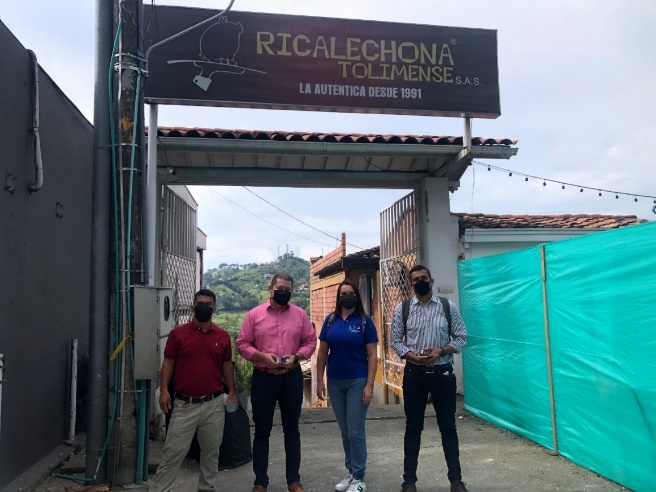 RICALECHONA®
TOLIMENSE S.A.S.
LA AUTENTICA DESDE 1991